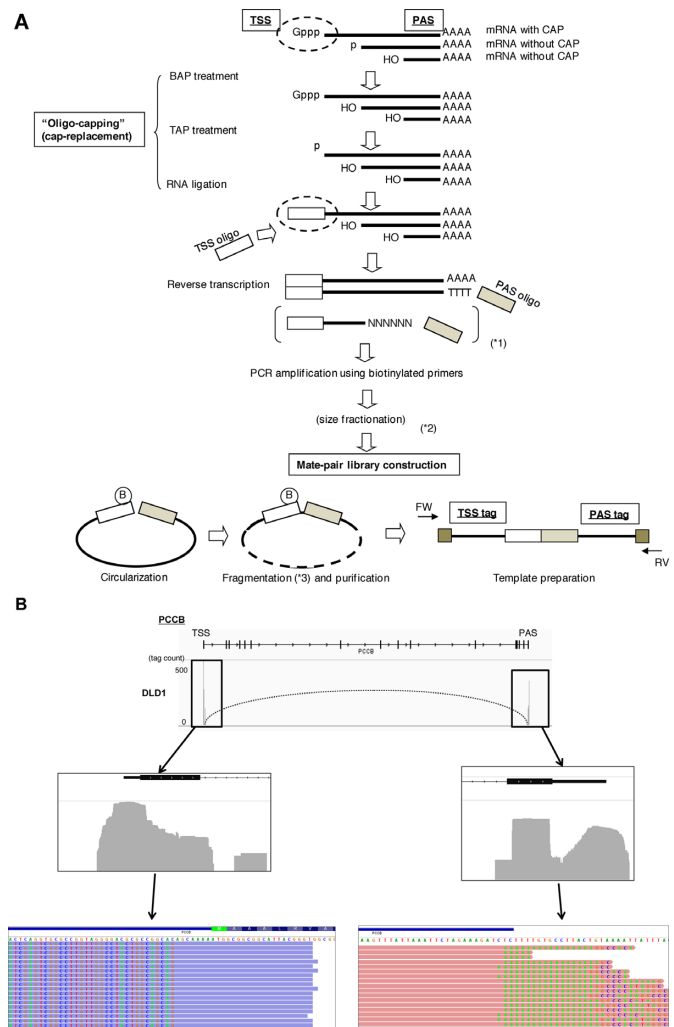 A
TSS
PAS
Gppp
AAAA
mRNA with CAP
p
AAAA
mRNA without CAP
HO
AAAA
mRNA without CAP
BAP treatment
Gppp
AAAA
HO
AAAA
HO
AAAA
"Oligo-capping"
(cap-replacement)
TAP treatment
p
AAAA
HO
AAAA
HO
AAAA
RNA ligation
AAAA
HO
AAAA
HO
AAAA
TSS oligo
Reverse transcription
AAAA
TTTT
PAS oligo
NNNNNN
(*1)
PCR amplification using biotinylated primers
(size fractionation)
(*2)
Mate-pair library construction
B
B
FW
TSS tag
PAS tag
RV
Circularization
Fragmentation (*3) and purification
Template preparation
B
PCCB
TSS
PAS
PCCB
(tag count)
500
DLD1
0
PCCB
PCCB